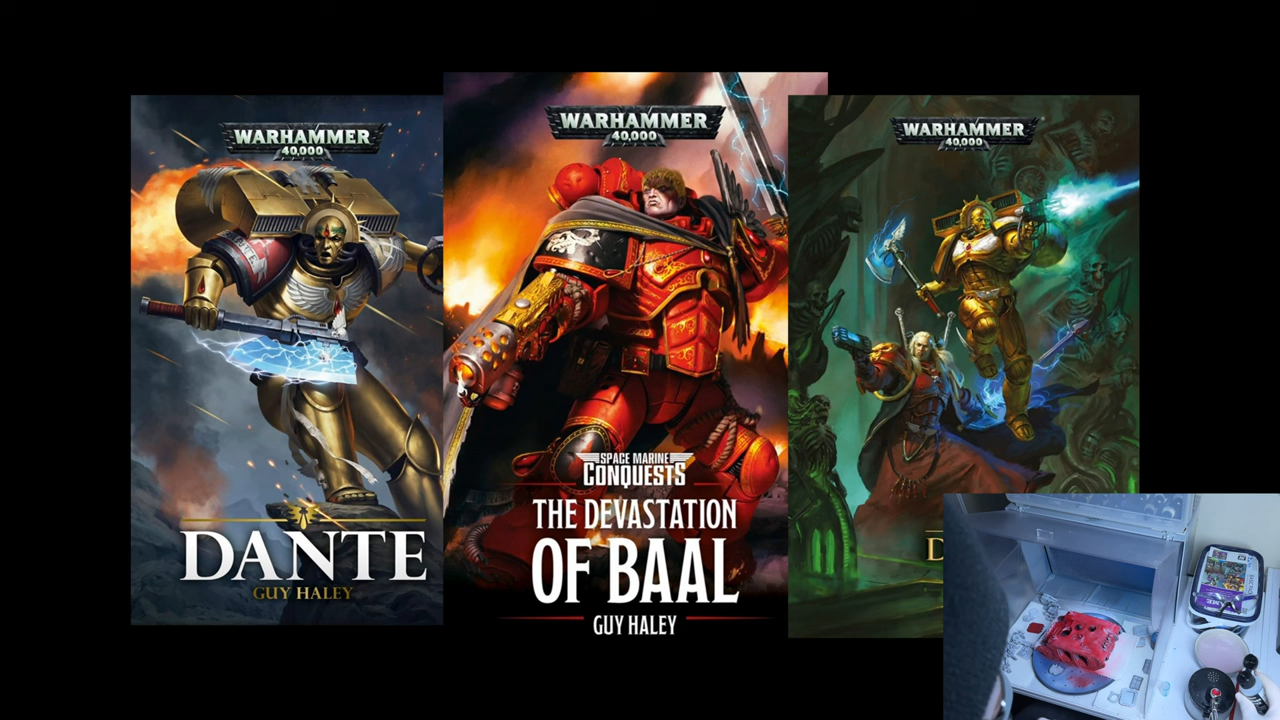 WARHAMMER
40,000
DANTE
GUY HALEY
WARHAMMER
40,000
SPACE MARINE
CONQUESTS
THE DEVASTATION
OF BAAL
GUY HALEY
WARHAMMER
40,000
D